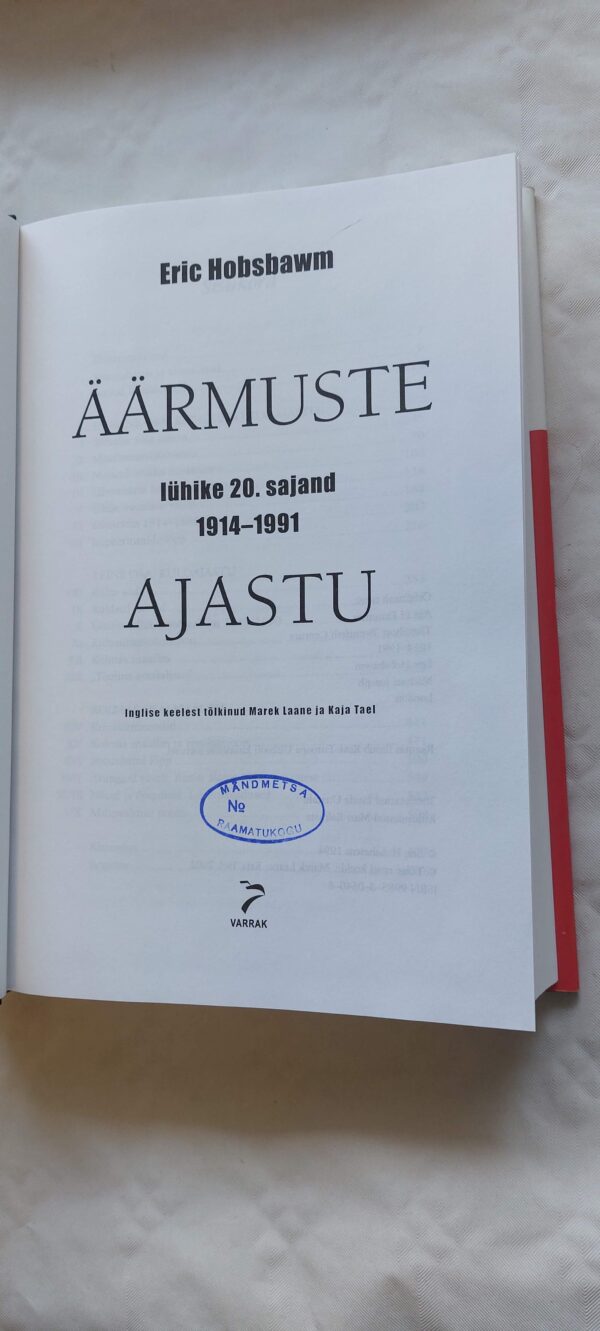 Eric Hobsbawm
ÄÄRMUSTE
lühike 20. sajand
1914–1991
AJASTU
Inglise keelest tõlkinud Marek Laane ja Kaja Tael
MÄNDMETSA
No
RAAMATUKOGU
VARRAK